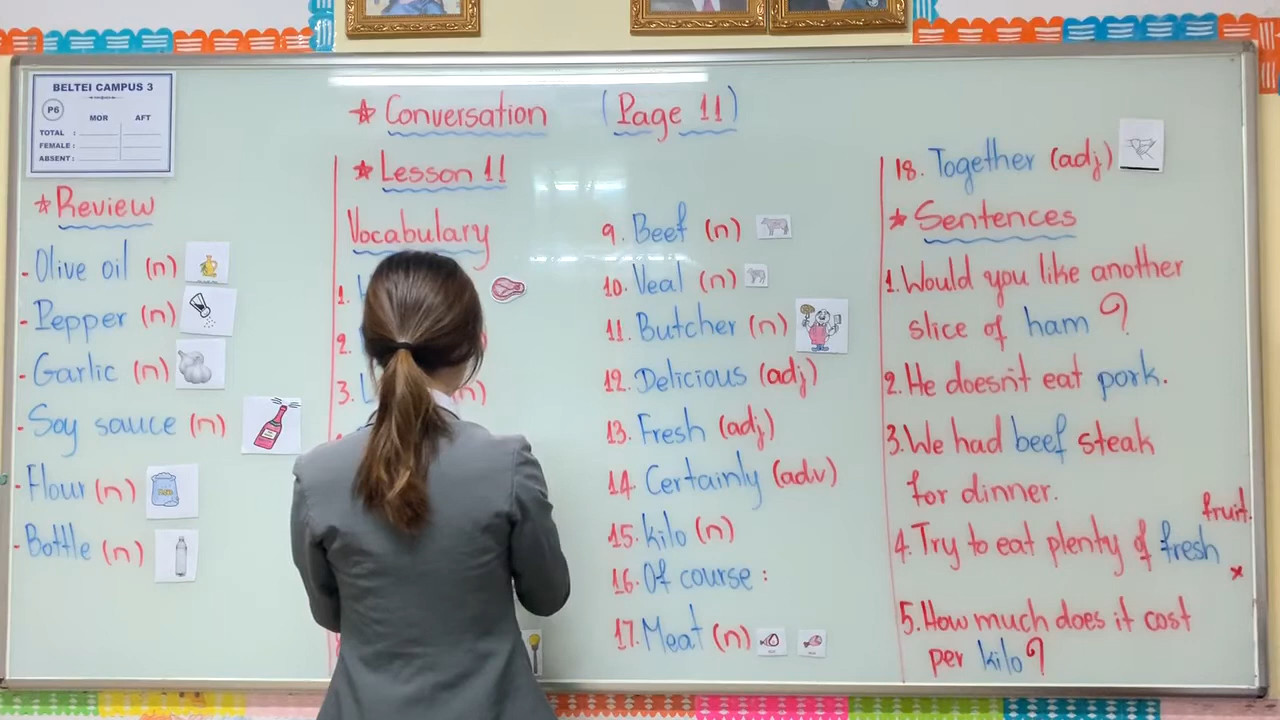 BELTEI CAMPUS 3
P6
MOR AFT
TOTAL :
FEMALE :
ABSENT :
* Conversation (Page 11)
* Review
- Olive oil (n)
- Pepper (n)
- Garlic (n)
- Soy sauce (n)
- Flour (n)
- Bottle (n)
* Lesson 11
Vocabulary
1.
2.
3. (n)
9. Beef (n)
10. Veal (n)
11. Butcher (n)
12. Delicious (adj)
13. Fresh (adj)
14. Certainly (adv)
15. kilo (n)
16. Of course :
17. Meat (n)
18. Together (adj)
* Sentences
1. Would you like another
slice of ham ?
2. He doesn't eat pork.
3. We had beef steak
for dinner.
4. Try to eat plenty of fresh
fruit.
5. How much does it cost
per kilo?